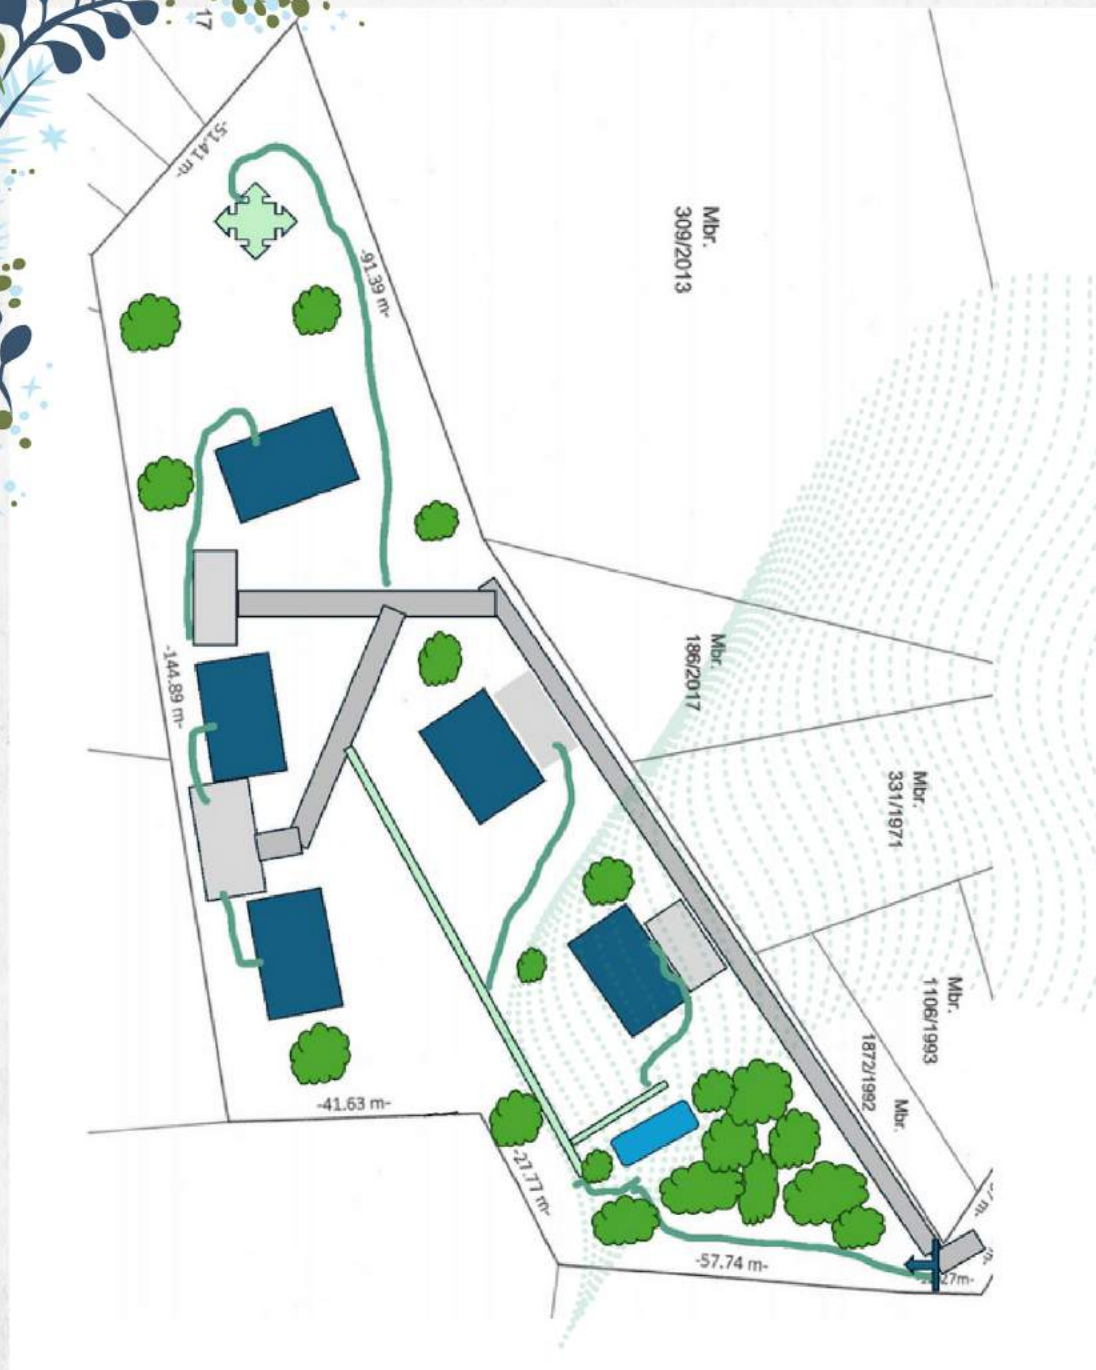 17
-51.41 m-
-91.39 m-
Mbr.
309/2013
Mbr.
186/2017
-144.89 m-
Mbr.
331/1971
Mbr.
1106/1993
Mbr.
1872/1992
-41.63 m-
-27.77 m-
-57.74 m-